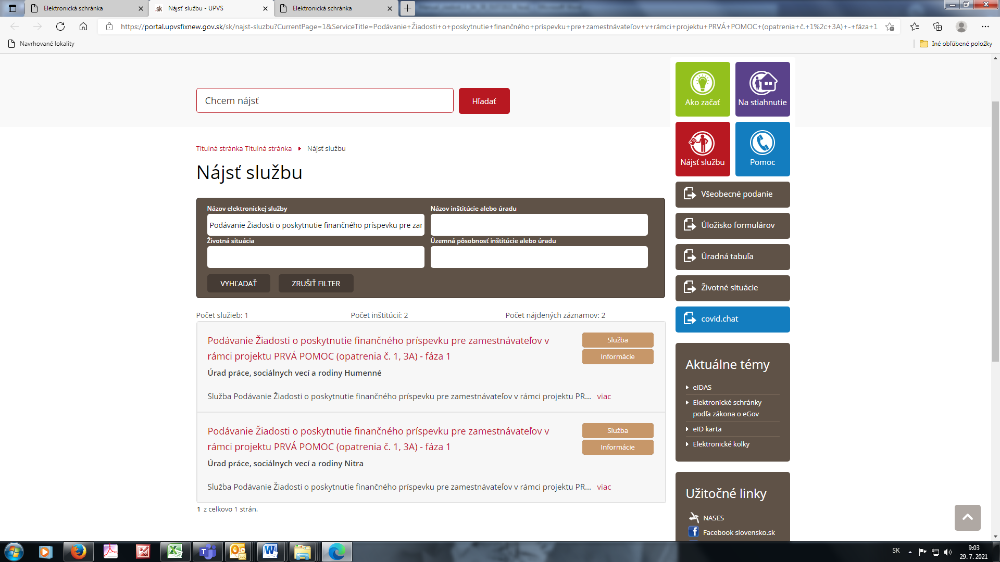 Elektronická schránka
.sk Nájsť službu - UPVS
Elektronická schránka
https://portal.upvsfixnew.gov.sk/sk/najst-sluzbu?CurrentPage=1&ServiceTitle=Podávanie+Žiadosti+o+poskytnutie+finančného+príspevku+pre+zamestnávateľov+v+rámci+projektu+PRVÁ+POMOC+(opatrenia+č.+1%2c+3A)+-+fáza+1
Navrhované lokality
Iné obľúbené položky
Chcem nájsť
Hľadať
Titulná stránka Titulná stránka
Nájsť službu
Nájsť službu
Názov elektronickej služby
Názov inštitúcie alebo úradu
Podávanie Žiadosti o poskytnutie finančného príspevku pre zar
Životná situácia
Územná pôsobnosť inštitúcie alebo úradu
VYHĽADAŤ
ZRUŠIŤ FILTER
Počet služieb: 1
Počet inštitúcií: 2
Počet nájdených záznamov: 2
Podávanie Žiadosti o poskytnutie finančného príspevku pre zamestnávateľov v
rámci projektu PRVÁ POMOC (opatrenia č. 1, 3A) - fáza 1
Služba
Informácie
Úrad práce, sociálnych vecí a rodiny Humenné
Služba Podávanie Žiadosti o poskytnutie finančného príspevku pre zamestnávateľov v rámci projektu PR... viac
Podávanie Žiadosti o poskytnutie finančného príspevku pre zamestnávateľov v
rámci projektu PRVÁ POMOC (opatrenia č. 1, 3A) - fáza 1
Služba
Informácie
Úrad práce, sociálnych vecí a rodiny Nitra
Služba Podávanie Žiadosti o poskytnutie finančného príspevku pre zamestnávateľov v rámci projektu PR... viac
1 z celkovo 1 strán.
Ako začať
Na stiahnutie
Nájsť službu
Pomoc
Všeobecné podanie
Úložisko formulárov
Úradná tabuľa
Životné situácie
covid.chat
Aktuálne témy
eIDAS
Elektronické schránky
podľa zákona o eGov
eID karta
Elektronické kolky
Užitočné linky
NASES
Facebook slovensko.sk
SK
9:03
29. 7. 2021